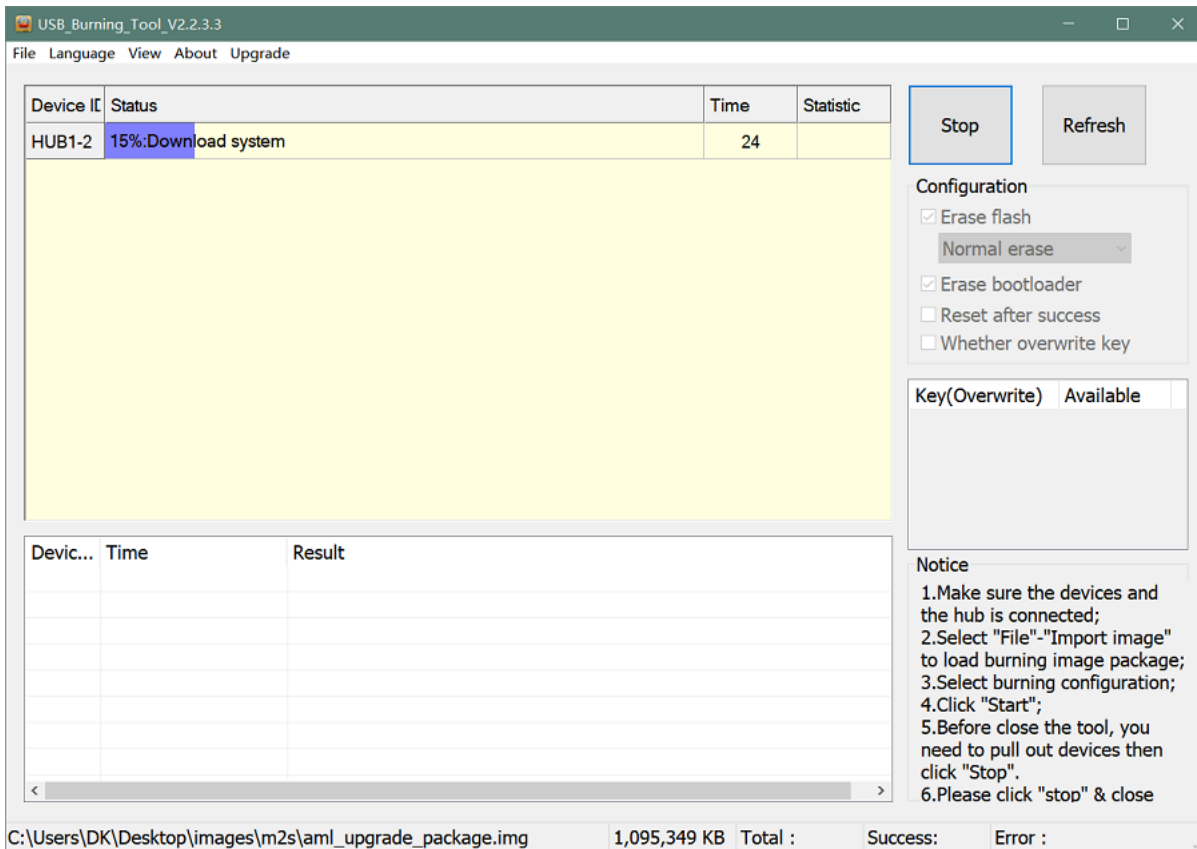 USB_Burning_Tool_V2.2.3.3
File Language View About Upgrade
Device ID Status Time Statistic
HUB1-2 15%:Download system 24
Stop Refresh
Configuration
Erase flash
Normal erase
Erase bootloader
Reset after success
Whether overwrite key
Key(Overwrite) Available
Devic... Time Result
Notice
1.Make sure the devices and
the hub is connected;
2.Select "File"-"Import image"
to load burning image package;
3.Select burning configuration;
4.Click "Start";
5.Before close the tool, you
need to pull out devices then
click "Stop".
6.Please click "stop" & close
C:\Users\DK\Desktop\images\m2s\aml_upgrade_package.img 1,095,349 KB Total : Success: Error :